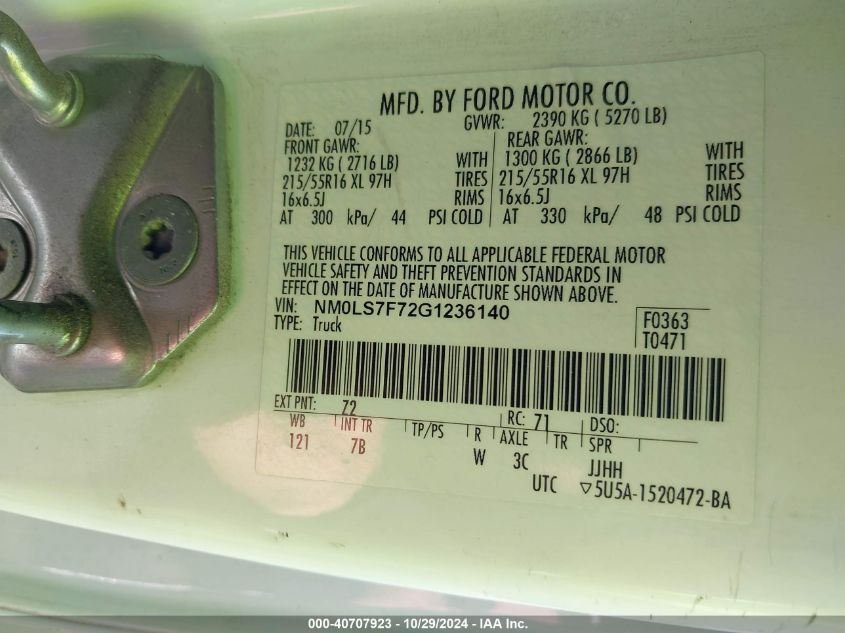 MFD. BY FORD MOTOR CO.
DATE: 07/15 GVWR: 2390 KG ( 5270 LB)
FRONT GAWR: REAR GAWR:
1232 KG ( 2716 LB) WITH 1300 KG ( 2866 LB) WITH
215/55R16 XL 97H TIRES 215/55R16 XL 97H TIRES
16x6.5J RIMS 16x6.5J RIMS
AT 300 kPa/ 44 PSI COLD AT 330 kPa/ 48 PSI COLD
THIS VEHICLE CONFORMS TO ALL APPLICABLE FEDERAL MOTOR
VEHICLE SAFETY AND THEFT PREVENTION STANDARDS IN
EFFECT ON THE DATE OF MANUFACTURE SHOWN ABOVE.
VIN: NM0LS7F72G1236140
TYPE: Truck
F0363
T0471
EXT PNT: Z2 RC: 71 DSO:
WB INT TR TP/PS R AXLE TR SPR
121 7B W 3C JJHH
UTC ▽5U5A-1520472-BA
000-40707923 - 10/29/2024 - IAA Inc.